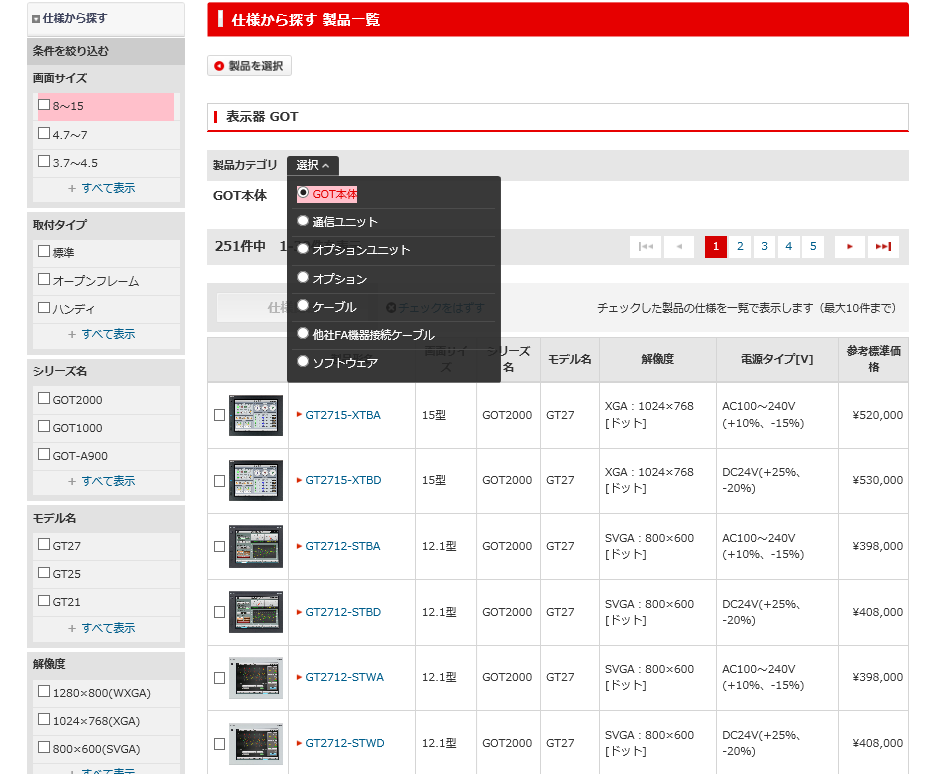 仕様から探す
条件を絞り込む
画面サイズ
8～15
4.7～7
3.7～4.5
+ すべて表示
取付タイプ
標準
オープンフレーム
ハンディ
+ すべて表示
シリーズ名
GOT2000
GOT1000
GOT-A900
+ すべて表示
モデル名
GT27
GT25
GT21
+ すべて表示
解像度
1280×800(WXGA)
1024×768(XGA)
800×600(SVGA)
+ すべて表示
仕様から探す 製品一覧
製品を選択
表示器 GOT
製品カテゴリ 選択
GOT本体
GOT本体
通信ユニット
オプションユニット
オプション
ケーブル
他社FA機器接続ケーブル
ソフトウェア
251件中
1 2 3 4 5
チェックをはずす
チェックした製品の仕様を一覧で表示します（最大10件まで）
画面サイズ シリーズ名 モデル名 解像度 電源タイプ[V] 参考標準価格
GT2715-XTBA 15型 GOT2000 GT27 XGA：1024×768 [ドット] AC100～240V (+10%、-15%) ¥520,000
GT2715-XTBD 15型 GOT2000 GT27 XGA：1024×768 [ドット] DC24V(+25%、-20%) ¥530,000
GT2712-STBA 12.1型 GOT2000 GT27 SVGA：800×600 [ドット] AC100～240V (+10%、-15%) ¥398,000
GT2712-STBD 12.1型 GOT2000 GT27 SVGA：800×600 [ドット] DC24V(+25%、-20%) ¥408,000
GT2712-STWA 12.1型 GOT2000 GT27 SVGA：800×600 [ドット] AC100～240V (+10%、-15%) ¥398,000
GT2712-STWD 12.1型 GOT2000 GT27 SVGA：800×600 [ドット] DC24V(+25%、-20%) ¥408,000